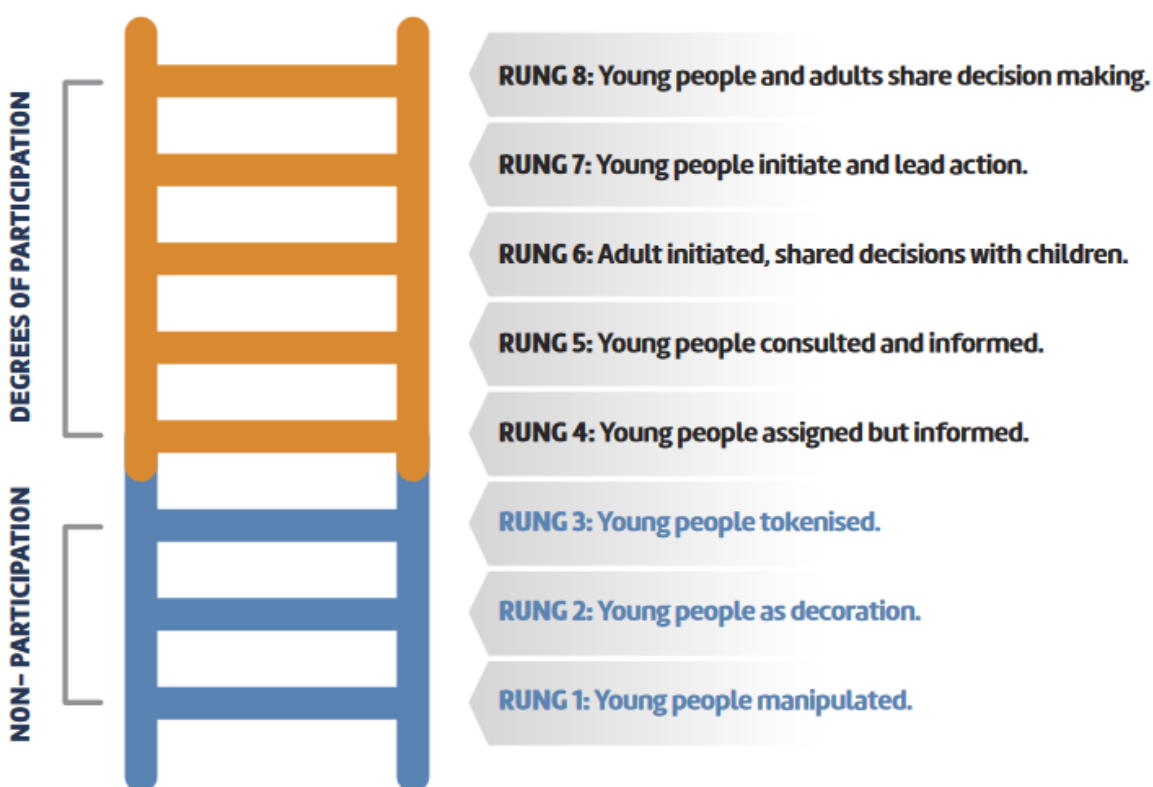 DEGREES OF PARTICIPATION
RUNG 8: Young people and adults share decision making.
RUNG 7: Young people initiate and lead action.
RUNG 6: Adult initiated, shared decisions with children.
RUNG 5: Young people consulted and informed.
RUNG 4: Young people assigned but informed.
NON- PARTICIPATION
RUNG 3: Young people tokenised.
RUNG 2: Young people as decoration.
RUNG 1: Young people manipulated.